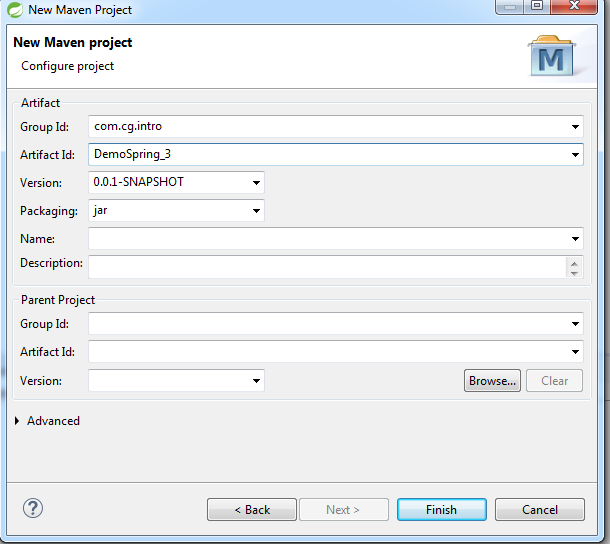 New Maven Project
New Maven project
Configure project
M
Artifact
Group Id: com.cg.intro
Artifact Id: DemoSpring_3
Version: 0.0.1-SNAPSHOT
Packaging: jar
Name:
Description:
Parent Project
Group Id:
Artifact Id:
Version: Browse... Clear
Advanced
? < Back Next > Finish Cancel